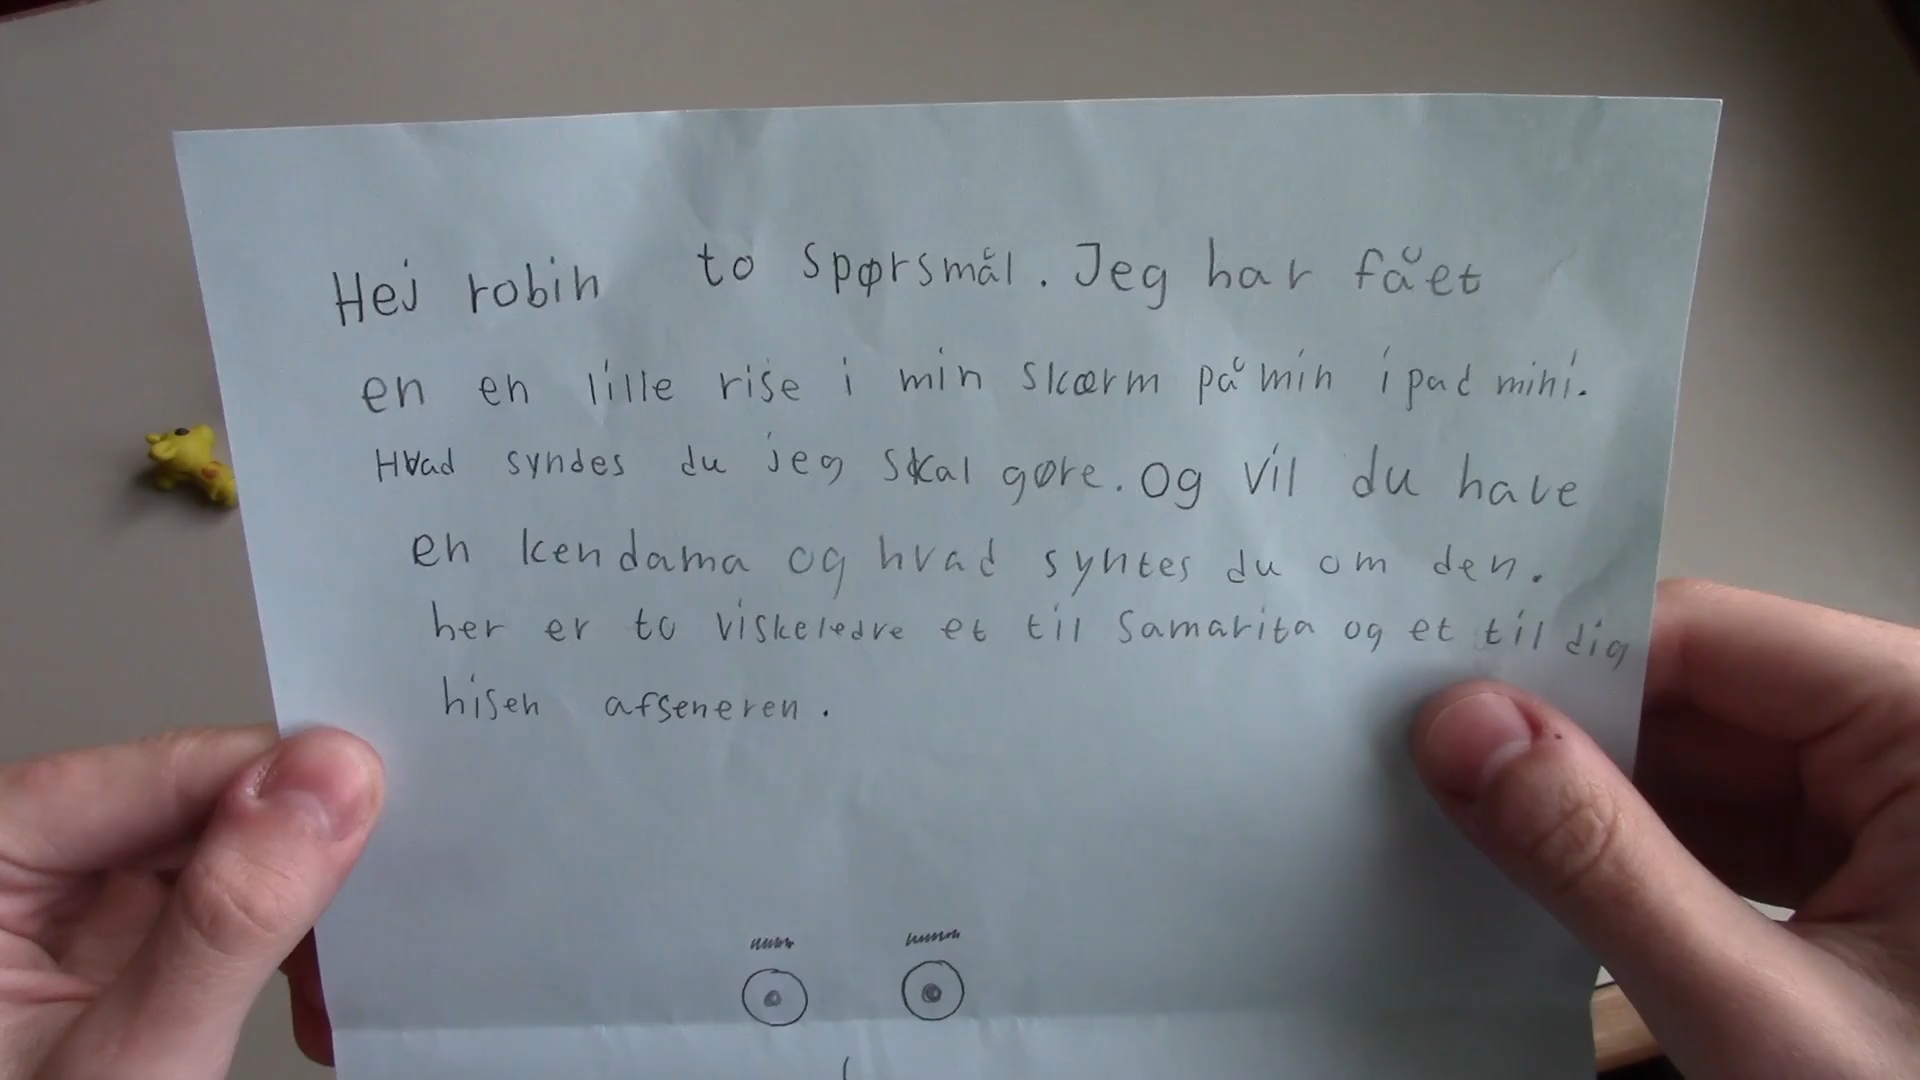 Hej robin to spørsmål. Jeg har fået
en en lille rise i min skærm på min ipad mini.
Hvad syndes du jeg skal gøre. Og vil du have
en kendama og hvad syntes du om den.
her er to viskeledre et til Samarita og et til dig
hisen afseneren.